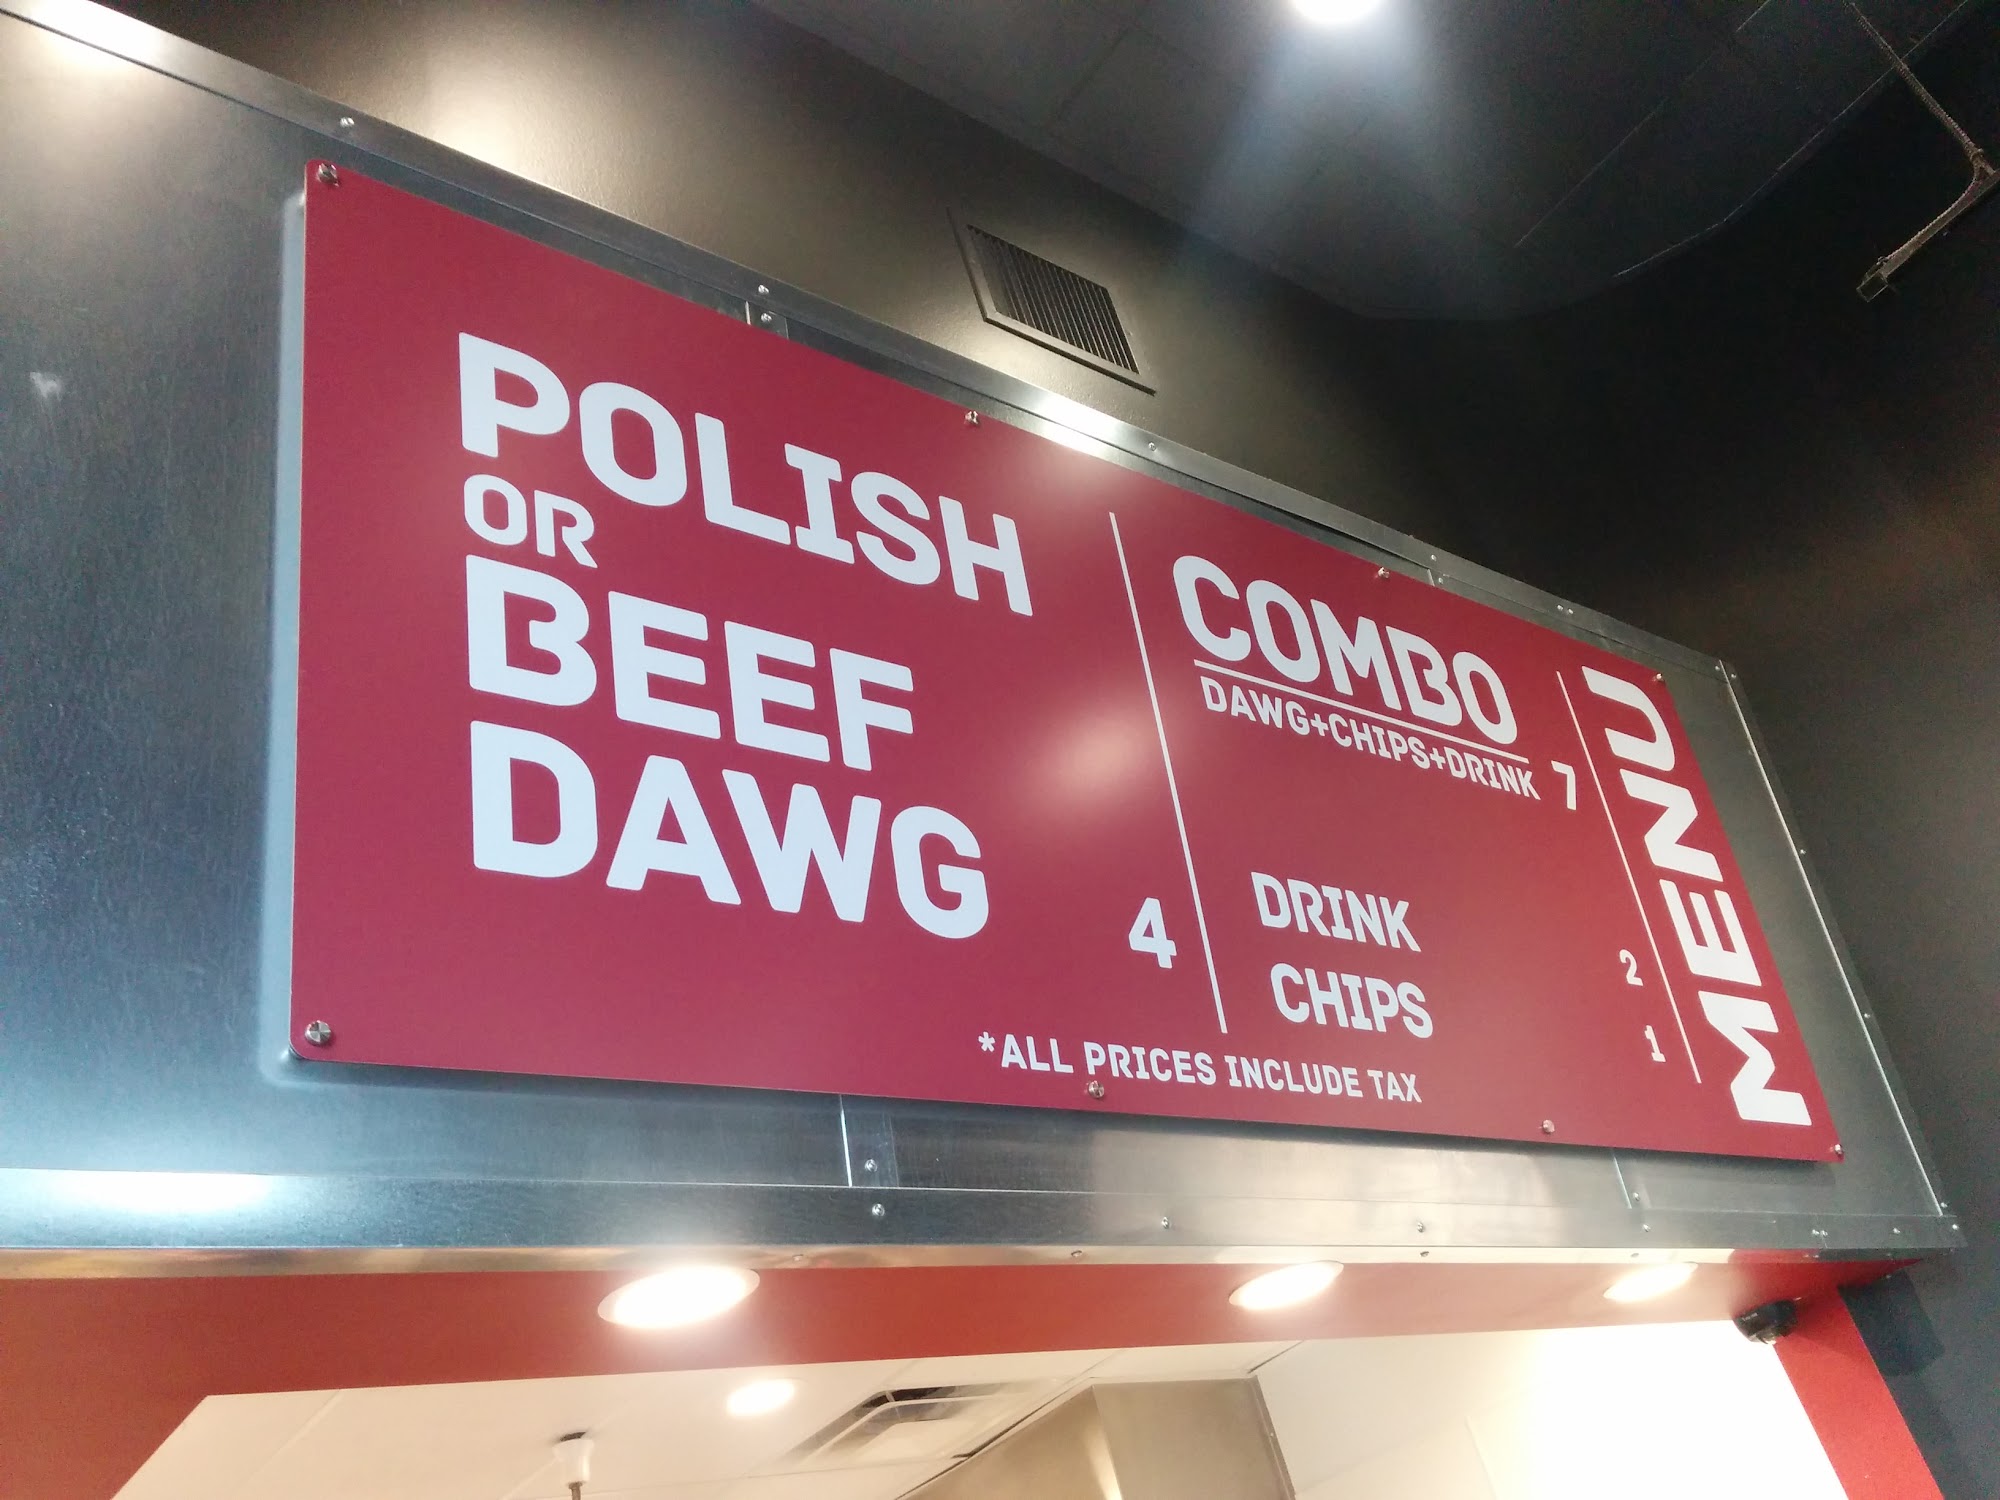 POLISH
OR
BEEF
DAWG 4
COMBO
DAWG+CHIPS+DRINK 7
DRINK 2
CHIPS 1
*ALL PRICES INCLUDE TAX
MENU